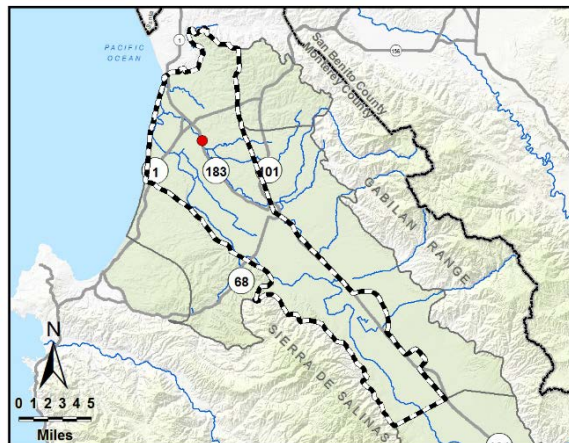 1
PACIFIC
OCEAN
156
San Benito County
Monterey County
1
183
101
GABILAN RANGE
68
SIERRA DE SALINAS
N
0 1 2 3 4 5
Miles